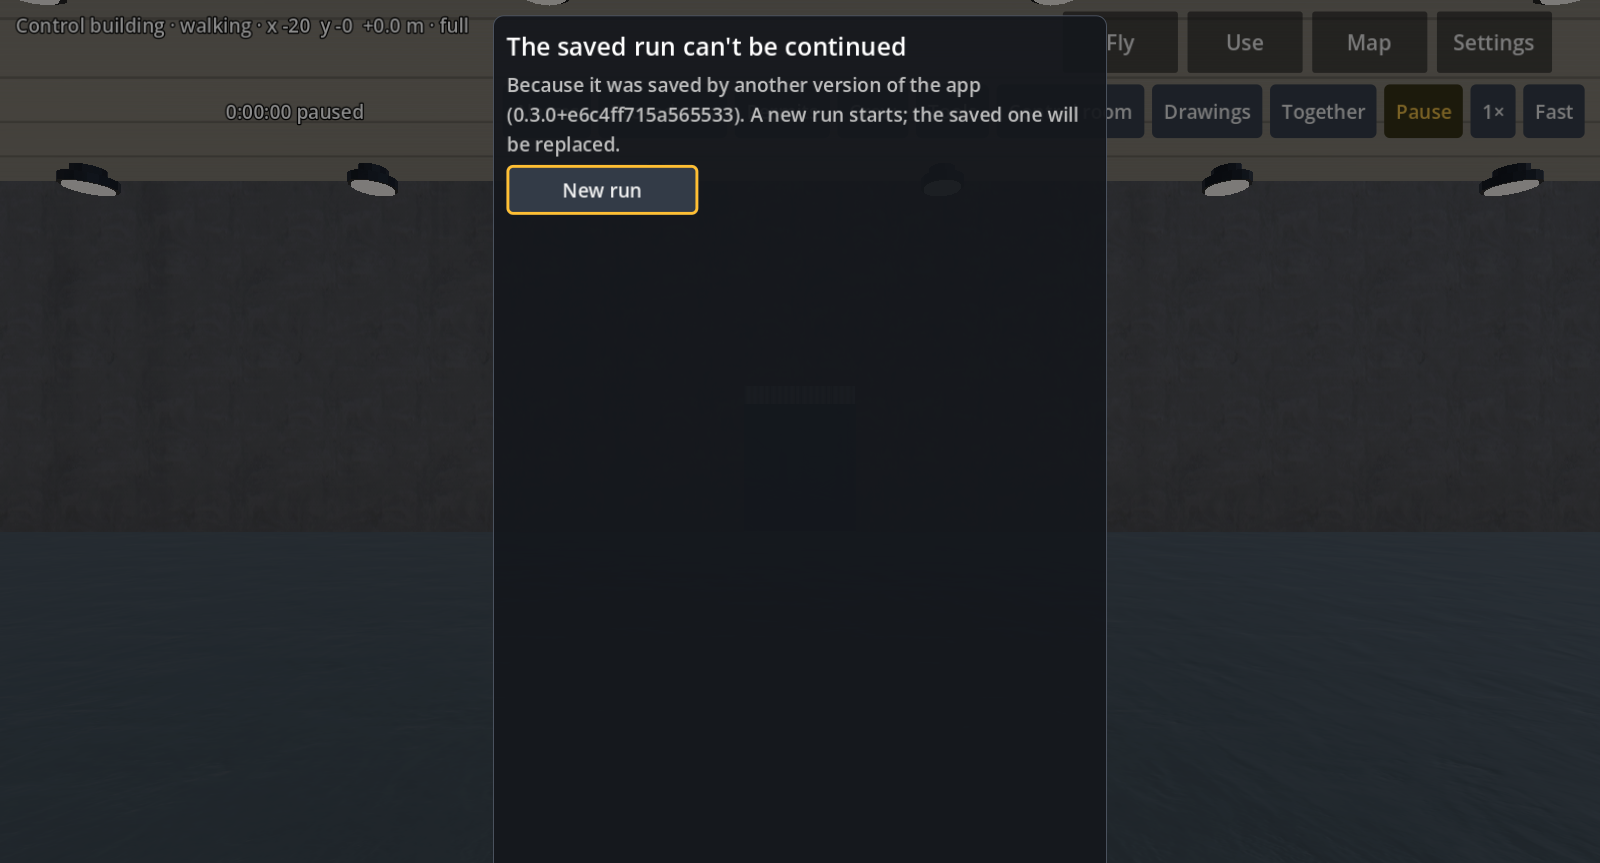 Control building · walking · x -20 y -0 +0.0 m · full
Fly
Use
Map
Settings
0:00:00 paused
Drawings
Together
Pause
1×
Fast
The saved run can't be continued
Because it was saved by another version of the app
(0.3.0+e6c4ff715a565533). A new run starts; the saved one will
be replaced.
New run